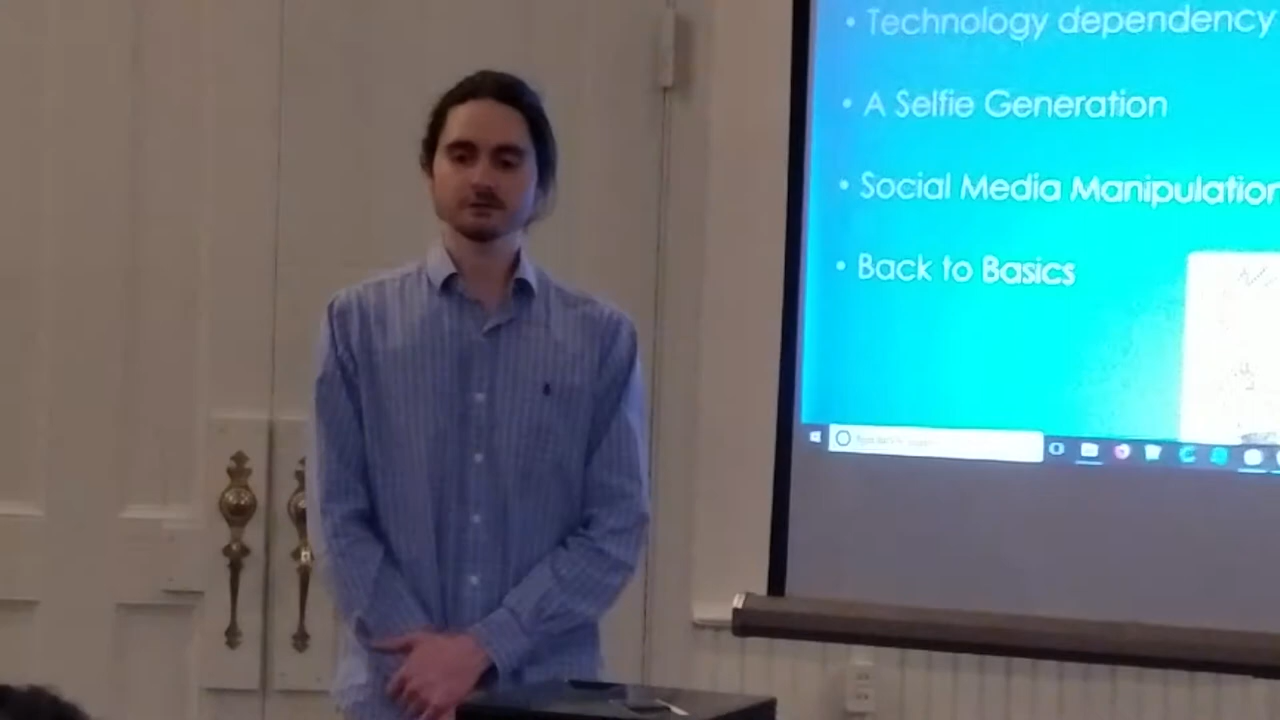 • Technology dependency
• A Selfie Generation
• Social Media Manipulation
• Back to Basics